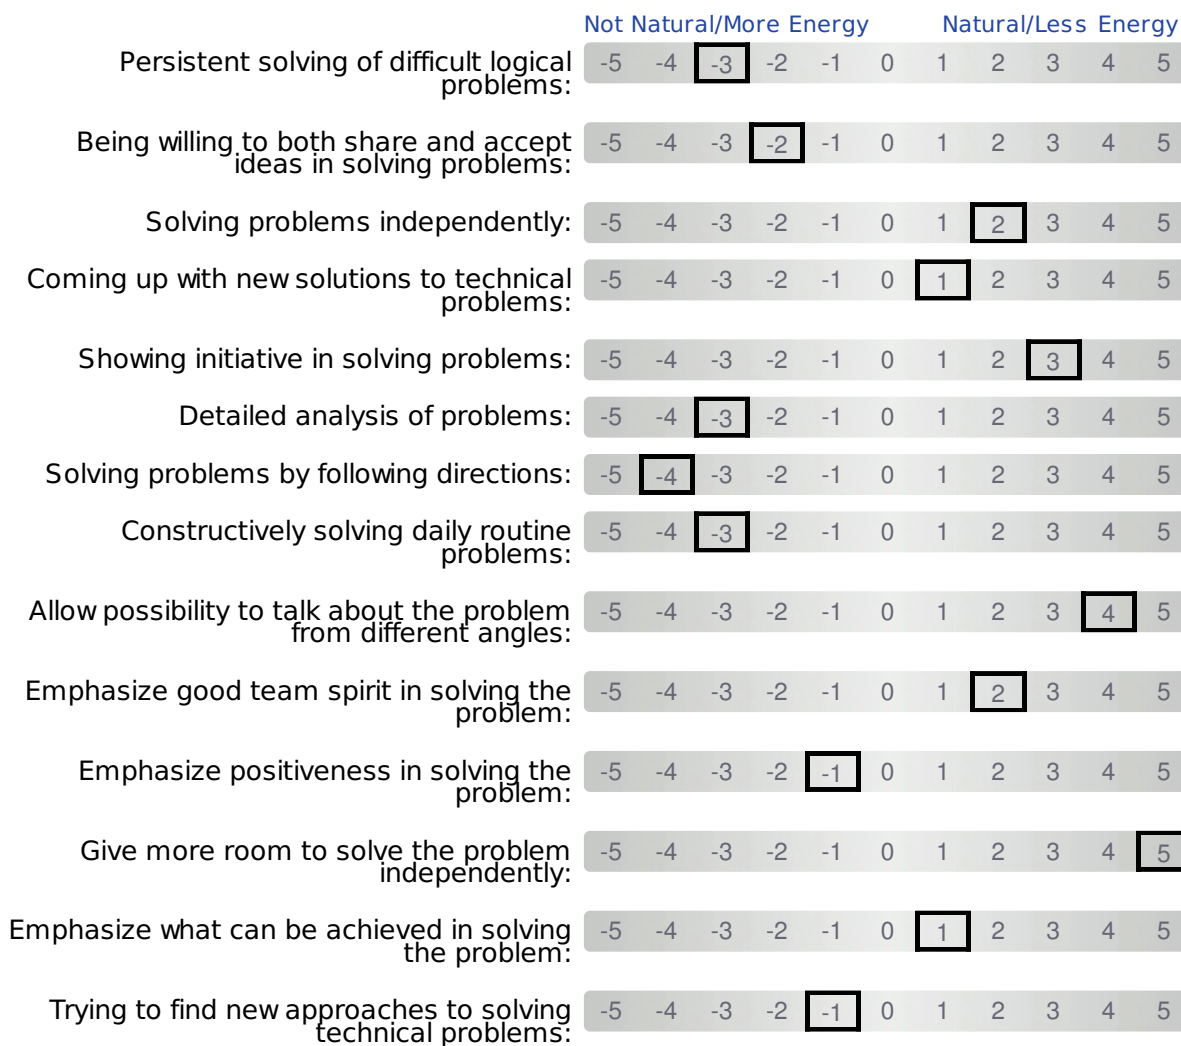 Not Natural/More Energy Natural/Less Energy
Persistent solving of difficult logical -5 -4 -3 -2 -1 0 1 2 3 4 5
problems:
Being willing to both share and accept -5 -4 -3 -2 -1 0 1 2 3 4 5
ideas in solving problems:
Solving problems independently: -5 -4 -3 -2 -1 0 1 2 3 4 5
Coming up with new solutions to technical -5 -4 -3 -2 -1 0 1 2 3 4 5
problems:
Showing initiative in solving problems: -5 -4 -3 -2 -1 0 1 2 3 4 5
Detailed analysis of problems: -5 -4 -3 -2 -1 0 1 2 3 4 5
Solving problems by following directions: -5 -4 -3 -2 -1 0 1 2 3 4 5
Constructively solving daily routine -5 -4 -3 -2 -1 0 1 2 3 4 5
problems:
Allow possibility to talk about the problem -5 -4 -3 -2 -1 0 1 2 3 4 5
from different angles:
Emphasize good team spirit in solving the -5 -4 -3 -2 -1 0 1 2 3 4 5
problem:
Emphasize positiveness in solving the -5 -4 -3 -2 -1 0 1 2 3 4 5
problem:
Give more room to solve the problem -5 -4 -3 -2 -1 0 1 2 3 4 5
independently:
Emphasize what can be achieved in solving -5 -4 -3 -2 -1 0 1 2 3 4 5
the problem:
Trying to find new approaches to solving -5 -4 -3 -2 -1 0 1 2 3 4 5
technical problems: